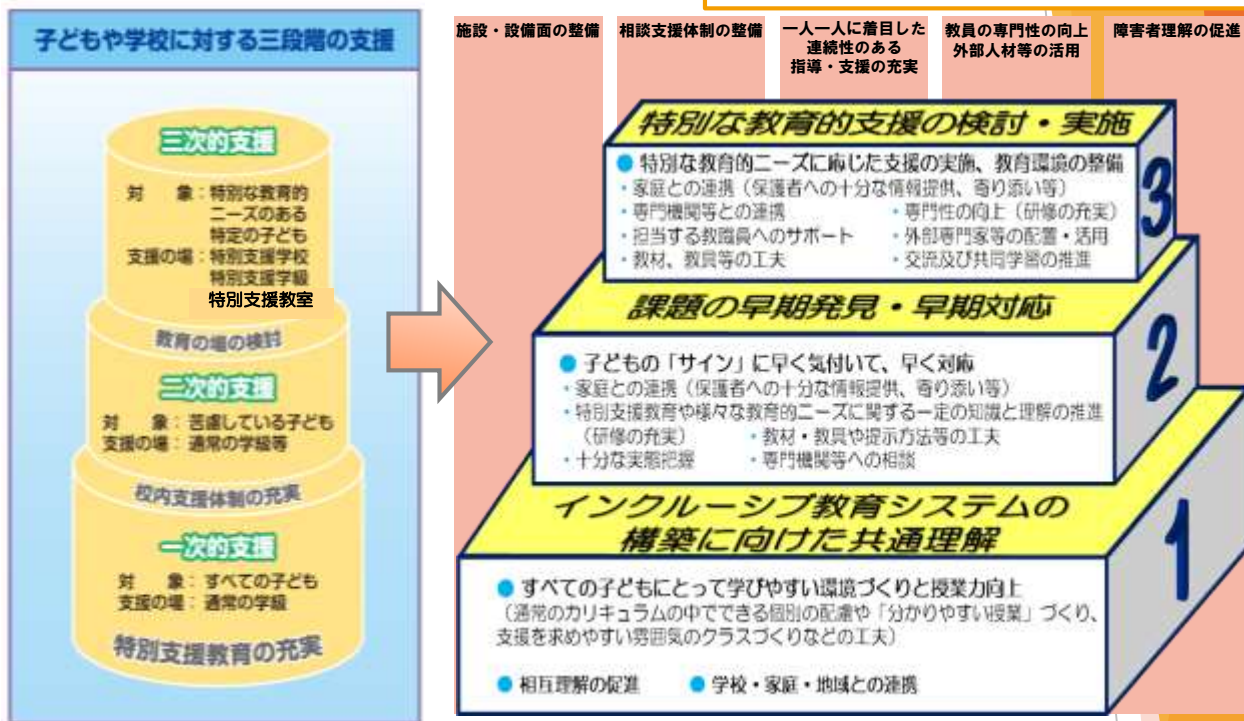 子どもや学校に対する三段階の支援
三次的支援
対　象：特別な教育的
ニーズのある
特定の子ども
支援の場：特別支援学校
特別支援学級
特別支援教室
教育の場の検討
二次的支援
対　象：苦慮している子ども
支援の場：通常の学級等
校内支援体制の充実
一次的支援
対　象：すべての子ども
支援の場：通常の学級
特別支援教育の充実
施設・設備面の整備
相談支援体制の整備
一人一人に着目した
連続性のある
指導・支援の充実
教員の専門性の向上
外部人材等の活用
障害者理解の促進
特別な教育的支援の検討・実施
3
● 特別な教育的ニーズに応じた支援の実施、教育環境の整備
・家庭との連携（保護者への十分な情報提供、寄り添い等）
・専門機関等との連携　・専門性の向上（研修の充実）
・担当する教職員へのサポート　・外部専門家等の配置・活用
・教材、教具等の工夫　・交流及び共同学習の推進
課題の早期発見・早期対応
2
● 子どもの「サイン」に早く気付いて、早く対応
・家庭との連携（保護者への十分な情報提供、寄り添い等）
・特別支援教育や様々な教育的ニーズに関する一定の知識と理解の推進
（研修の充実）　・教材・教具や提示方法等の工夫
・十分な実態把握　・専門機関等への相談
インクルーシブ教育システムの
構築に向けた共通理解
1
● すべての子どもにとって学びやすい環境づくりと授業力向上
（通常のカリキュラムの中でできる個別の配慮や「分かりやすい授業」づくり、
支援を求めやすい雰囲気のクラスづくりなどの工夫）
● 相互理解の促進　● 学校・家庭・地域との連携